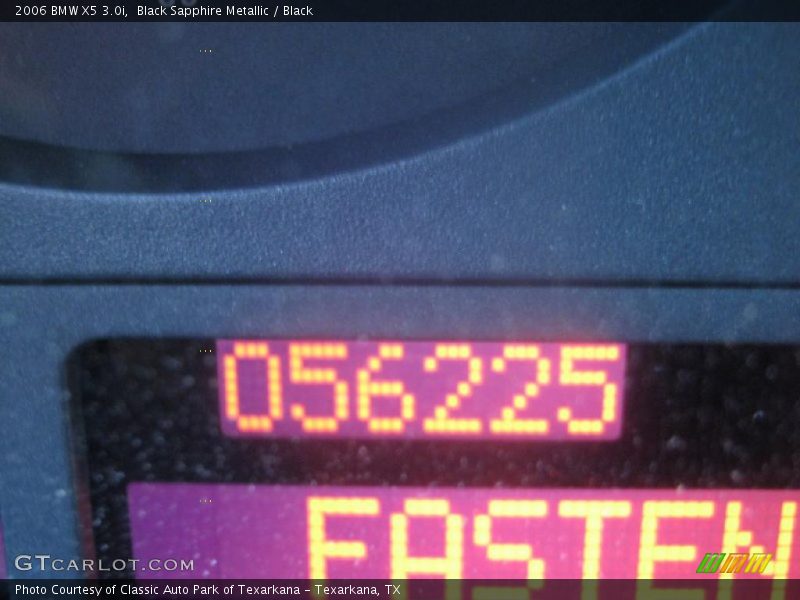 2006 BMW X5 3.0i,  Black Sapphire Metallic / Black
056225
FASTEN
GTCARLOT.COM
Photo Courtesy of Classic Auto Park of Texarkana - Texarkana, TX